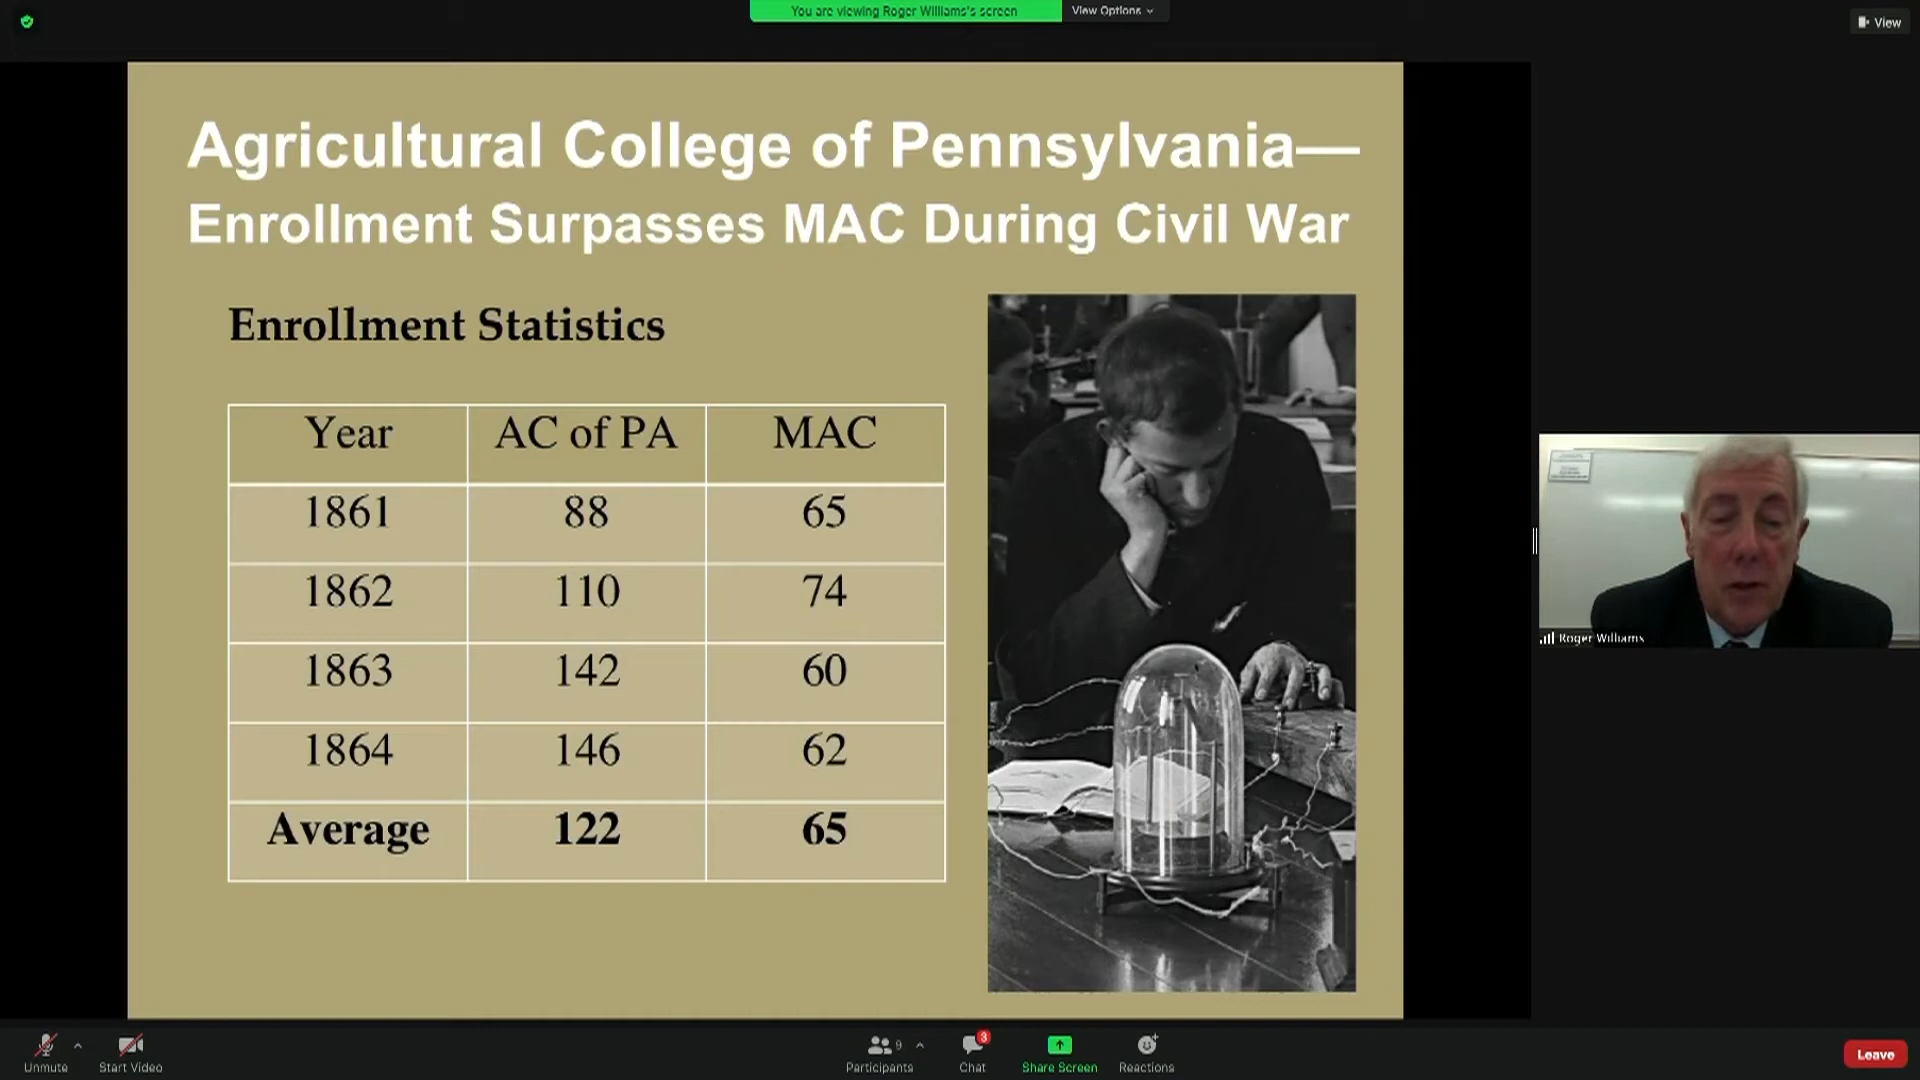 You are viewing Roger Williams's screen
View Options
View
Agricultural College of Pennsylvania—
Enrollment Surpasses MAC During Civil War
Enrollment Statistics
Year AC of PA MAC
1861 88 65
1862 110 74
1863 142 60
1864 146 62
Average 122 65
Roger Williams
Unmute
Start Video
9
Participants
3
Chat
Share Screen
Reactions
Leave